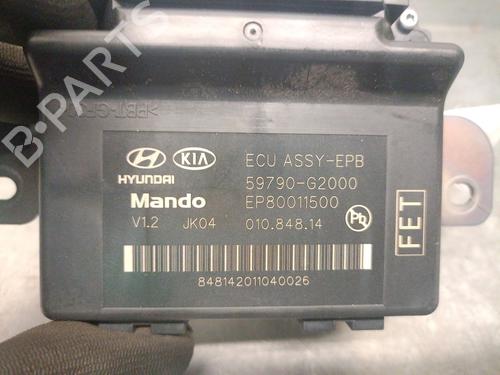 B-PARTS
HYUNDAI KIA ECU ASSY-EPB
59790-G2000
Mando EP80011500
V1.2 JK04 010.848.14
Pb
FET
848142011040026